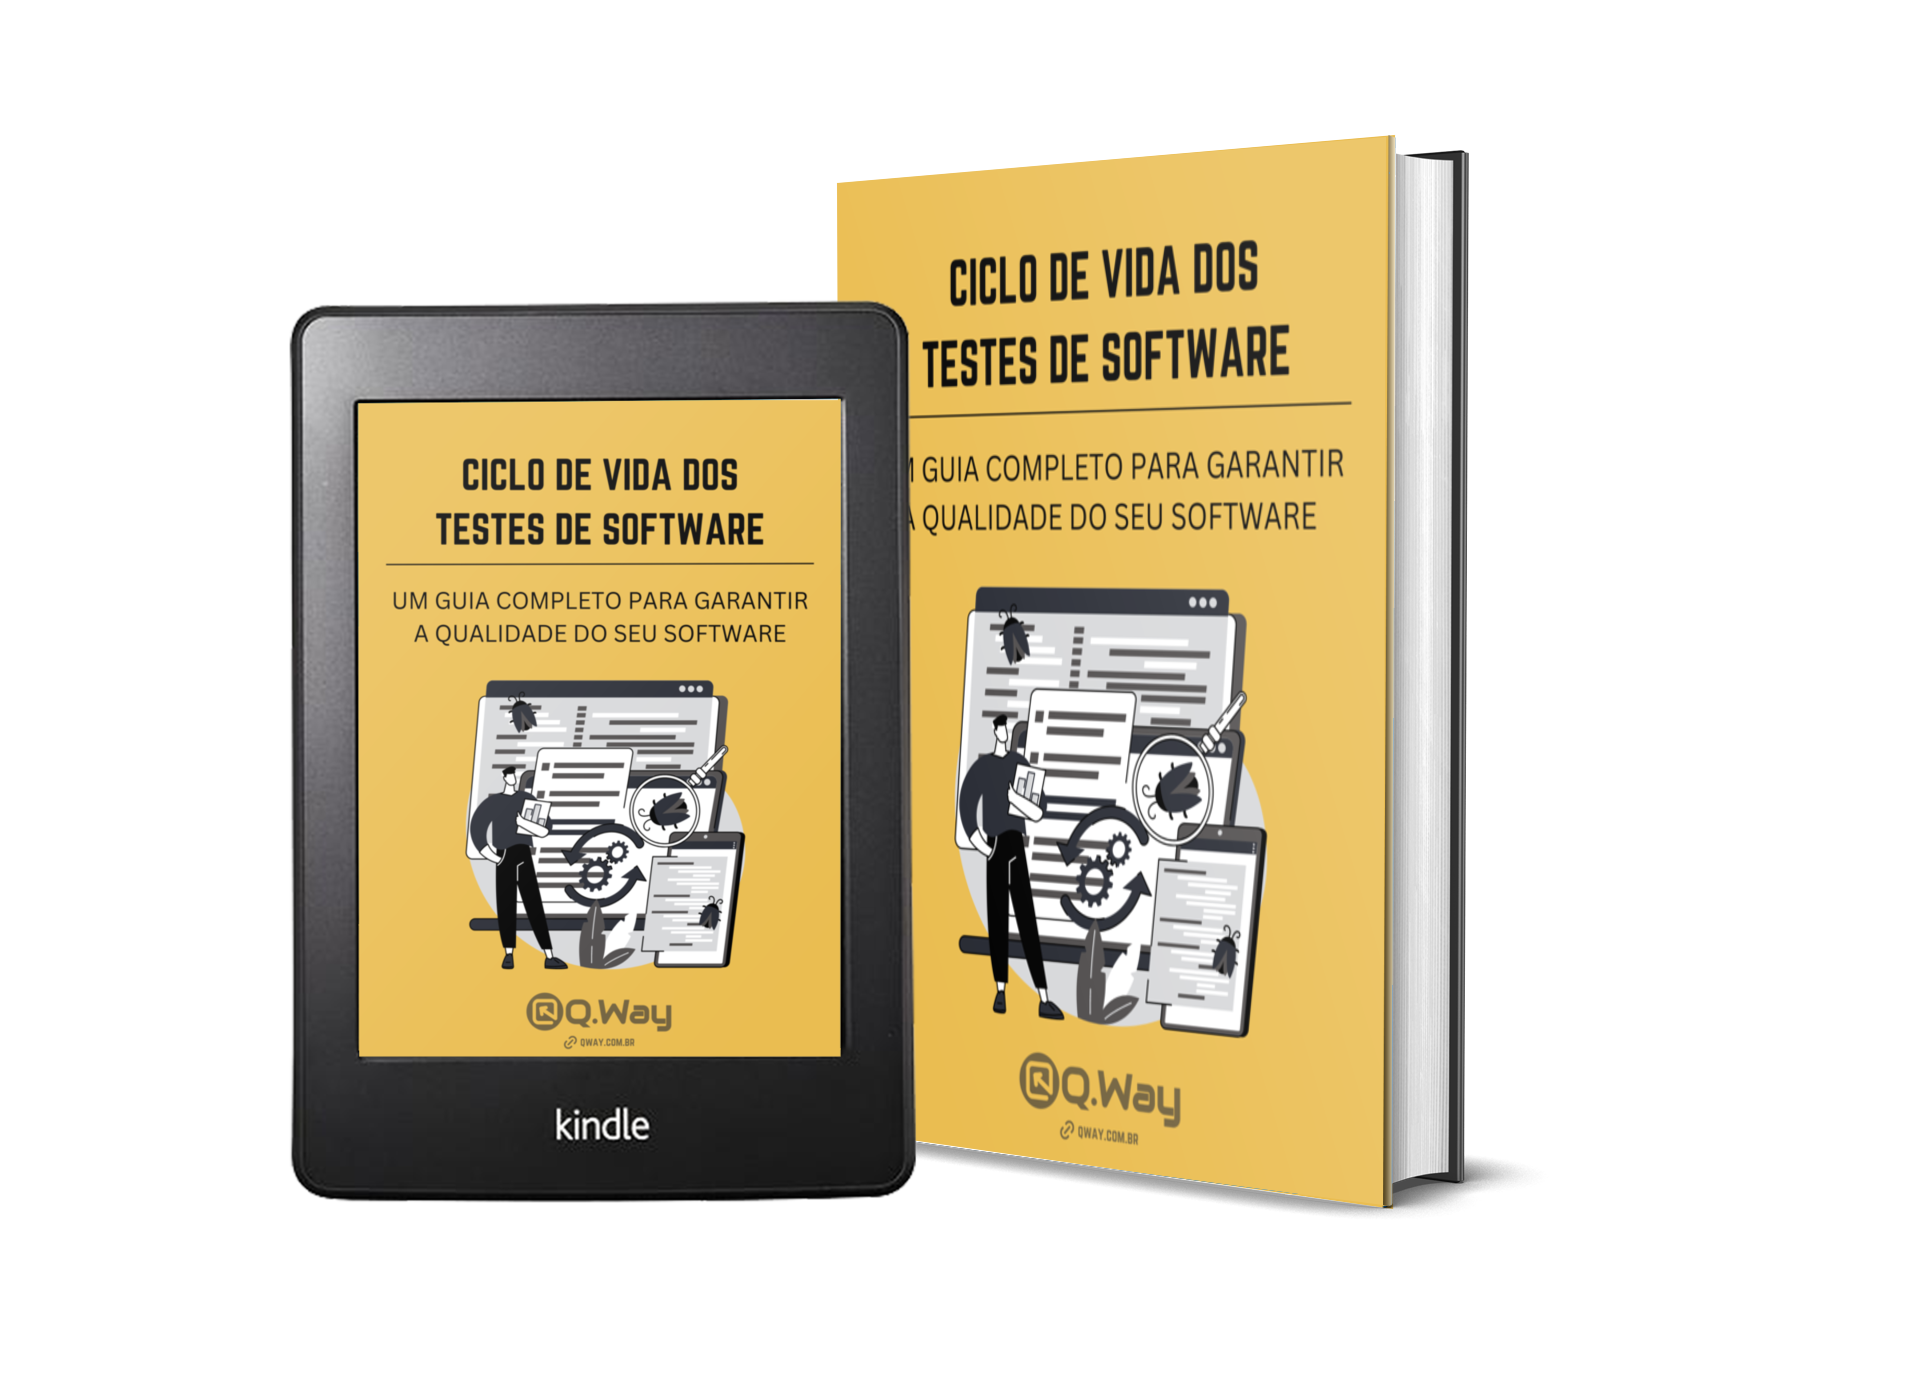 CICLO DE VIDA DOS
TESTES DE SOFTWARE
UM GUIA COMPLETO PARA GARANTIR
A QUALIDADE DO SEU SOFTWARE
Q.Way
QWAY.COM.BR
kindle
CICLO DE VIDA DOS
TESTES DE SOFTWARE
GUIA COMPLETO PARA GARANTIR
A QUALIDADE DO SEU SOFTWARE
Q.Way
QWAY.COM.BR